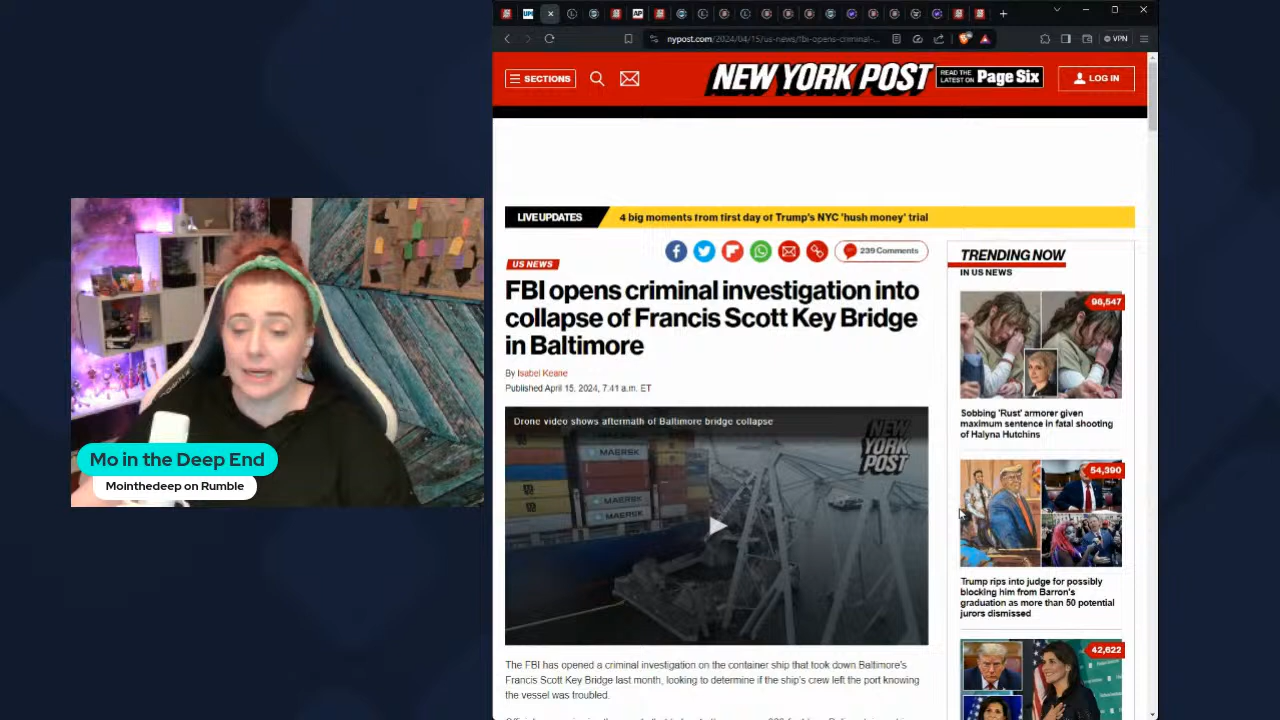 nypost.com/2024/04/15/us-news/fbi-opens-criminal-...
VPN
SECTIONS
NEW YORK POST
READ THE
LATEST ON
Page Six
LOG IN
LIVE UPDATES
4 big moments from first day of Trump's NYC 'hush money' trial
239 Comments
US NEWS
FBI opens criminal investigation into
collapse of Francis Scott Key Bridge
in Baltimore
By Isabel Keane
Published April 15, 2024, 7:41 a.m. ET
Drone video shows aftermath of Baltimore bridge collapse
NEW
YORK
POST
MAERSK
MAERSK
MAERSK
The FBI has opened a criminal investigation on the container ship that took down Baltimore's
Francis Scott Key Bridge last month, looking to determine if the ship's crew left the port knowing
the vessel was troubled.
TRENDING NOW
IN US NEWS
96,547
Sobbing 'Rust' armorer given
maximum sentence in fatal shooting
of Halyna Hutchins
54,390
Trump rips into judge for possibly
blocking him from Barron's
graduation as more than 50 potential
jurors dismissed
42,622
Mo in the Deep End
Mointhedeep on Rumble